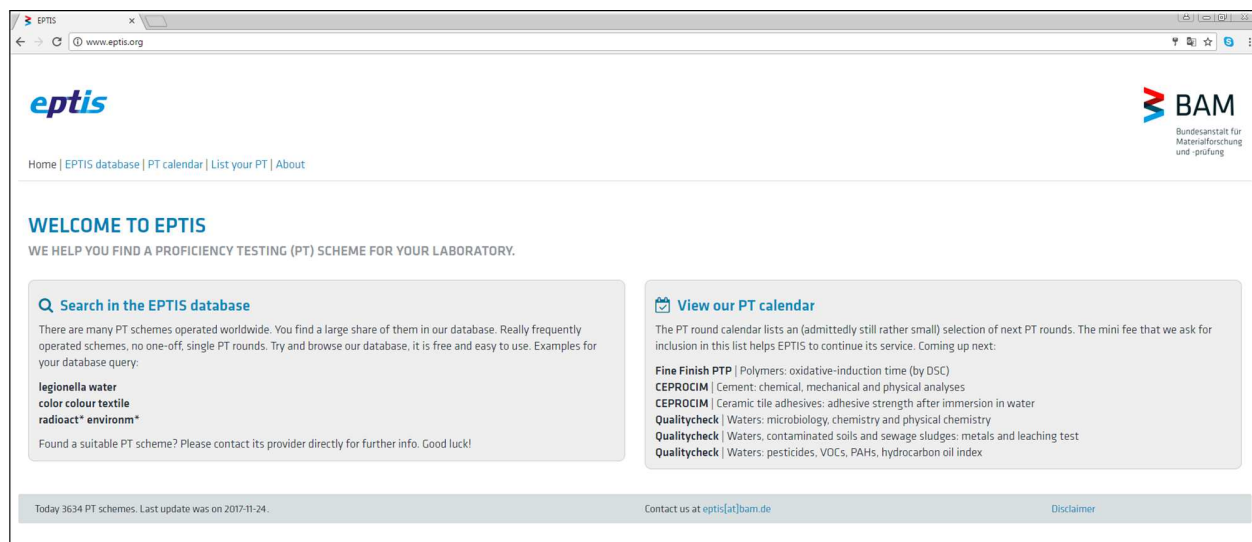 EPTIS
www.eptis.org
eptis
BAM
Bundesanstalt für
Materialforschung
und -prüfung
Home | EPTIS database | PT calendar | List your PT | About
WELCOME TO EPTIS
WE HELP YOU FIND A PROFICIENCY TESTING (PT) SCHEME FOR YOUR LABORATORY.
Search in the EPTIS database
There are many PT schemes operated worldwide. You find a large share of them in our database. Really frequently
operated schemes, no one-off, single PT rounds. Try and browse our database, it is free and easy to use. Examples for
your database query:
legionella water
color colour textile
radioact* environm*
Found a suitable PT scheme? Please contact its provider directly for further info. Good luck!
View our PT calendar
The PT round calendar lists an (admittedly still rather small) selection of next PT rounds. The mini fee that we ask for
inclusion in this list helps EPTIS to continue its service. Coming up next:
Fine Finish PTP | Polymers: oxidative-induction time (by DSC)
CEPROCIM | Cement: chemical, mechanical and physical analyses
CEPROCIM | Ceramic tile adhesives: adhesive strength after immersion in water
Qualitycheck | Waters: microbiology, chemistry and physical chemistry
Qualitycheck | Waters, contaminated soils and sewage sludges: metals and leaching test
Qualitycheck | Waters: pesticides, VOCs, PAHs, hydrocarbon oil index
Today 3634 PT schemes. Last update was on 2017-11-24.
Contact us at eptis[at]bam.de
Disclaimer